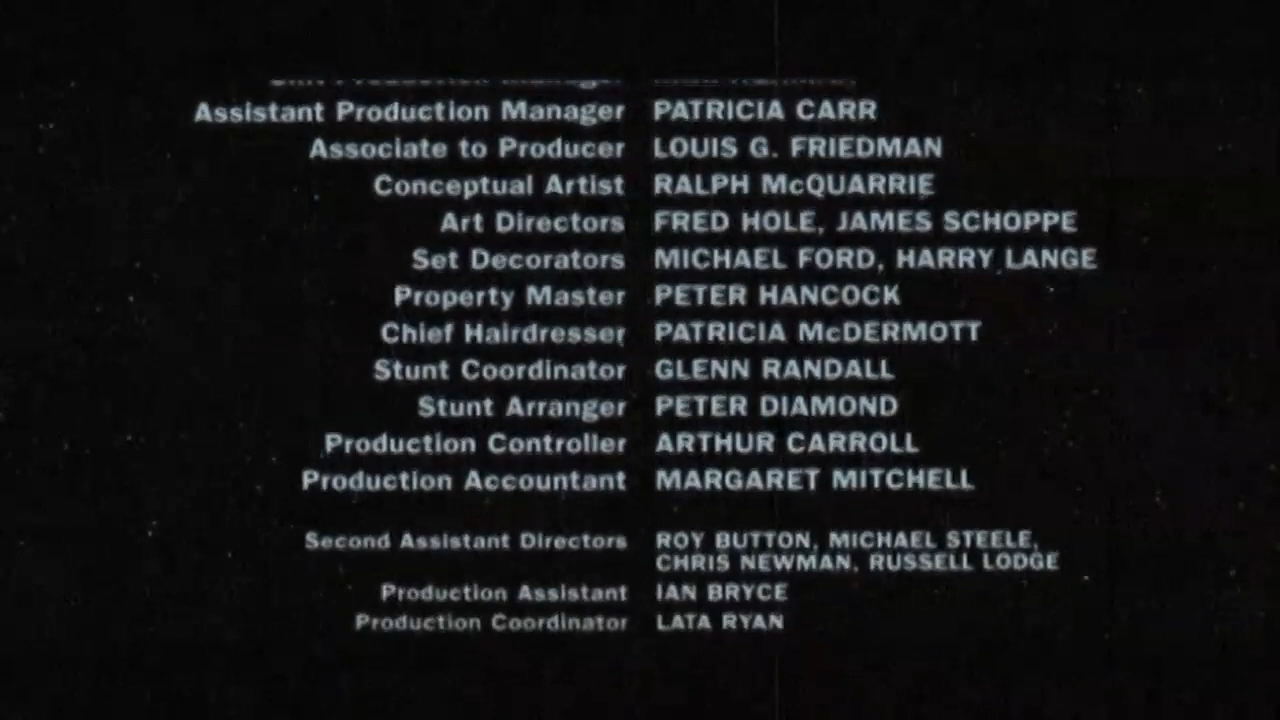 Assistant Production Manager PATRICIA CARR
Associate to Producer LOUIS G. FRIEDMAN
Conceptual Artist RALPH McQUARRIE
Art Directors FRED HOLE, JAMES SCHOPPE
Set Decorators MICHAEL FORD, HARRY LANGE
Property Master PETER HANCOCK
Chief Hairdresser PATRICIA McDERMOTT
Stunt Coordinator GLENN RANDALL
Stunt Arranger PETER DIAMOND
Production Controller ARTHUR CARROLL
Production Accountant MARGARET MITCHELL
Second Assistant Directors ROY BUTTON, MICHAEL STEELE,
CHRIS NEWMAN, RUSSELL LODGE
Production Assistant IAN BRYCE
Production Coordinator LATA RYAN